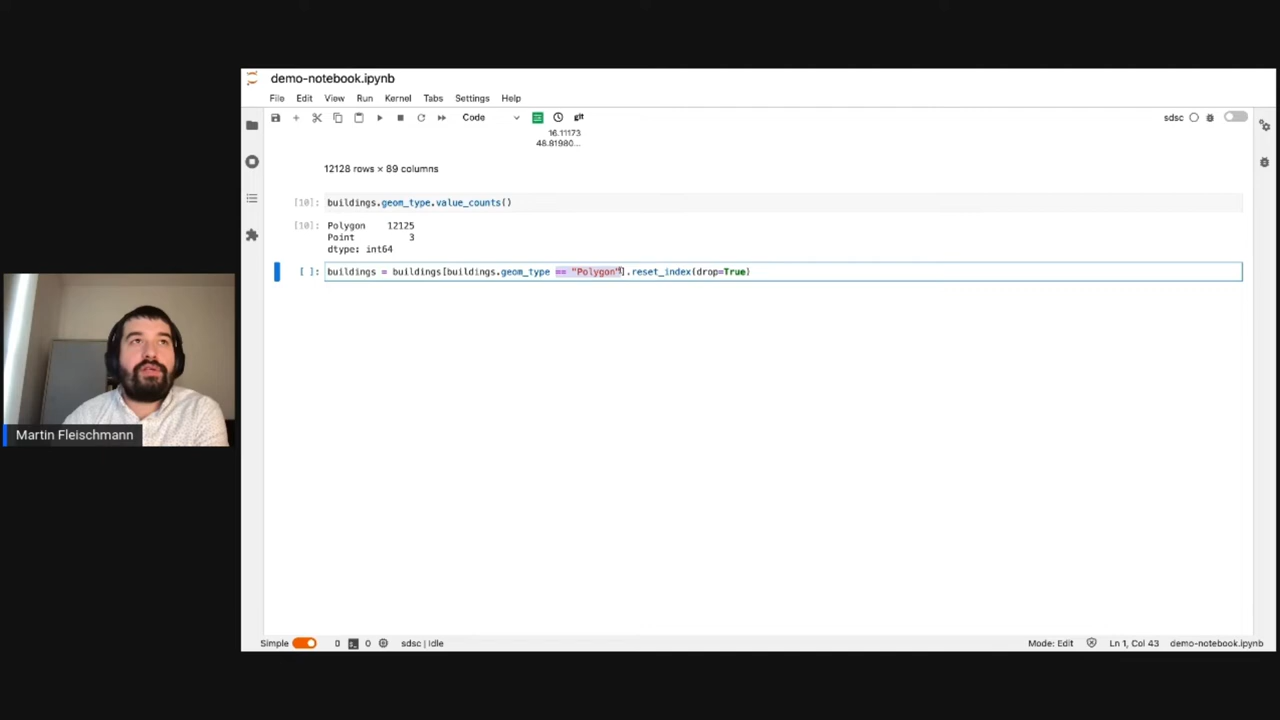 demo-notebook.ipynb
File Edit View Run Kernel Tabs Settings Help
Code
git
sdsc
16.11173
48.81980...
12128 rows × 89 columns
[10]: buildings.geom_type.value_counts()
[10]: Polygon 12125
Point 3
dtype: int64
[ ]: buildings = buildings[buildings.geom_type == "Polygon"].reset_index(drop=True)
Martin Fleischmann
Simple 0 0 sdsc | Idle Mode: Edit Ln 1, Col 43 demo-notebook.ipynb